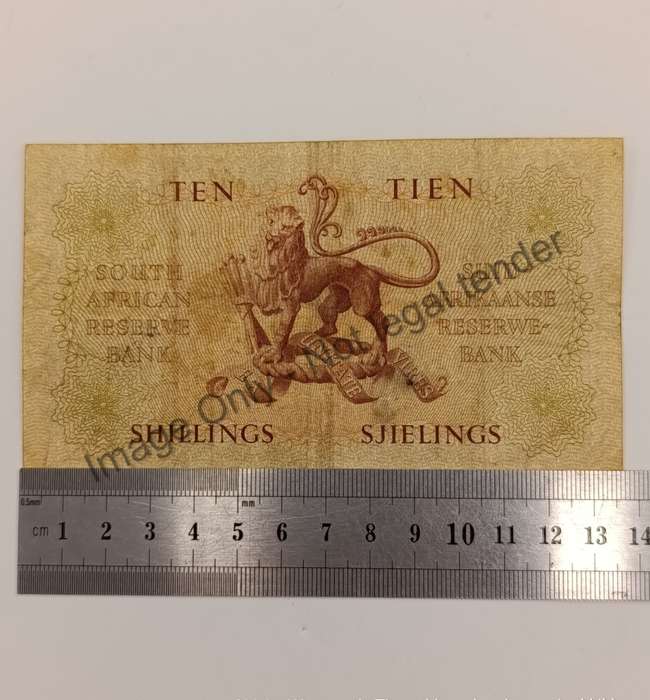 TEN TIEN
SOUTH
AFRICAN
RESERVE
BANK
AFRIKAANSE
RESERWE-
BANK
SHILLINGS SJIELINGS
Image Only - Not legal tender
0.5mm mm
cm 1 2 3 4 5 6 7 8 9 10 11 12 13 14